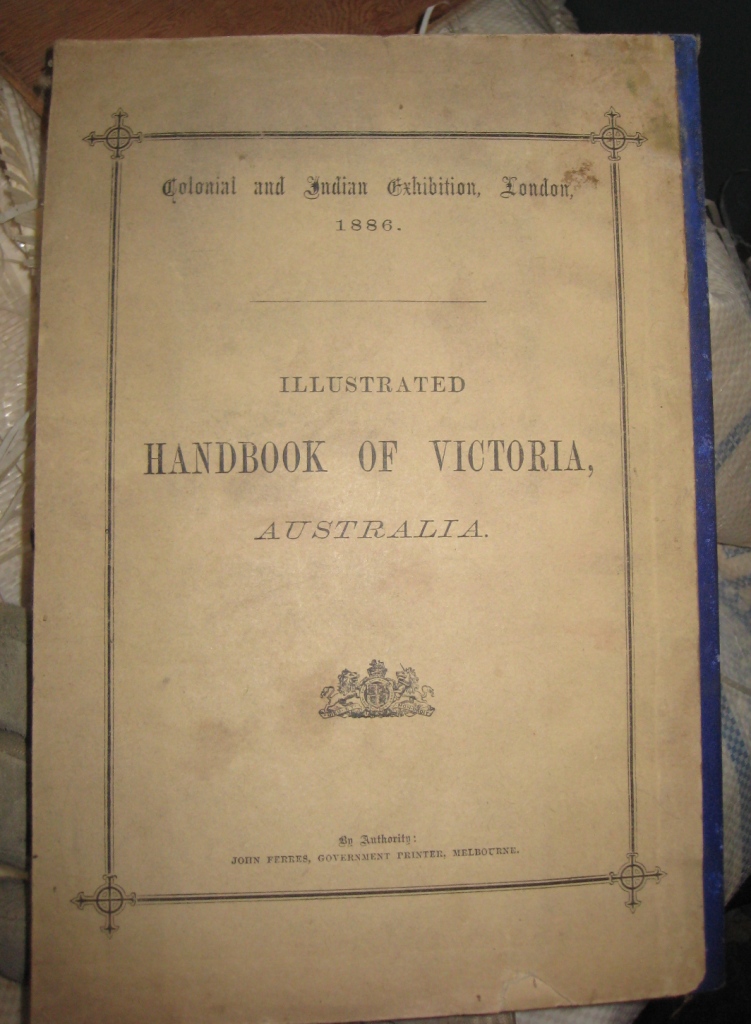 Colonial and Indian Exhibition, London,
1886.
ILLUSTRATED
HANDBOOK OF VICTORIA,
AUSTRALIA.
By Authority:
JOHN FERRES, GOVERNMENT PRINTER, MELBOURNE.